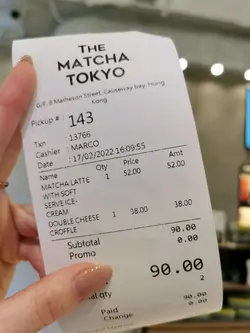 THE
MATCHA
TOKYO
G/F, 8 Matheson Street, Causeway bay, Hong
Kong
Pickup # 143
Txn : 13766
Cashier : MARCO
Date : 17/02/2022 16:09:55
Name Qty Price Amt
MATCHA LATTE 1 52.00 52.00
WITH SOFT
SERVE ICE-
CREAM
DOUBLE CHEESE 1 38.00 38.00
CROFFLE
Subtotal 90.00
Promo 0.00
90.00
qty 2
Paid 90.00
Change 0.00